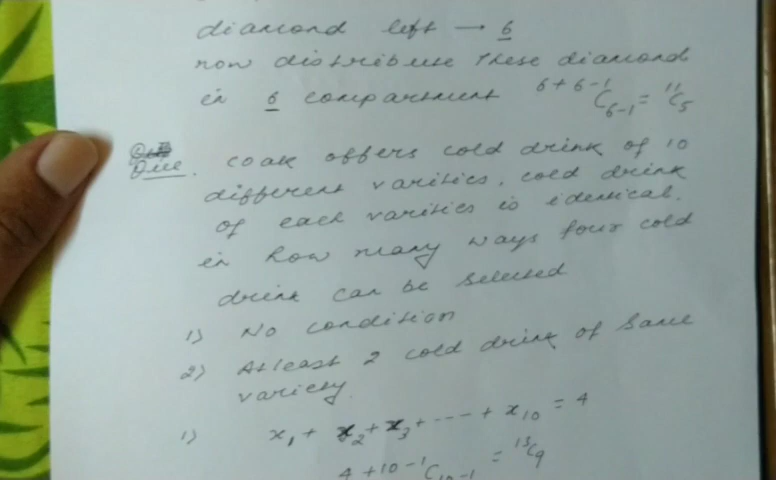 diamond left → 6
now distribute these diamond
in 6 compartment 6+6-1C6-1 = 11C5
Que. Coak offers cold drink of 10
different varities, cold drink
of each varities is identical.
in how many ways four cold
drink can be selected
1) No condition
2) Atleast 2 cold drink of same
variety.
1) x1 + x2 + x3 + ---- + x10 = 4
4+10-1C10-1 = 13C9